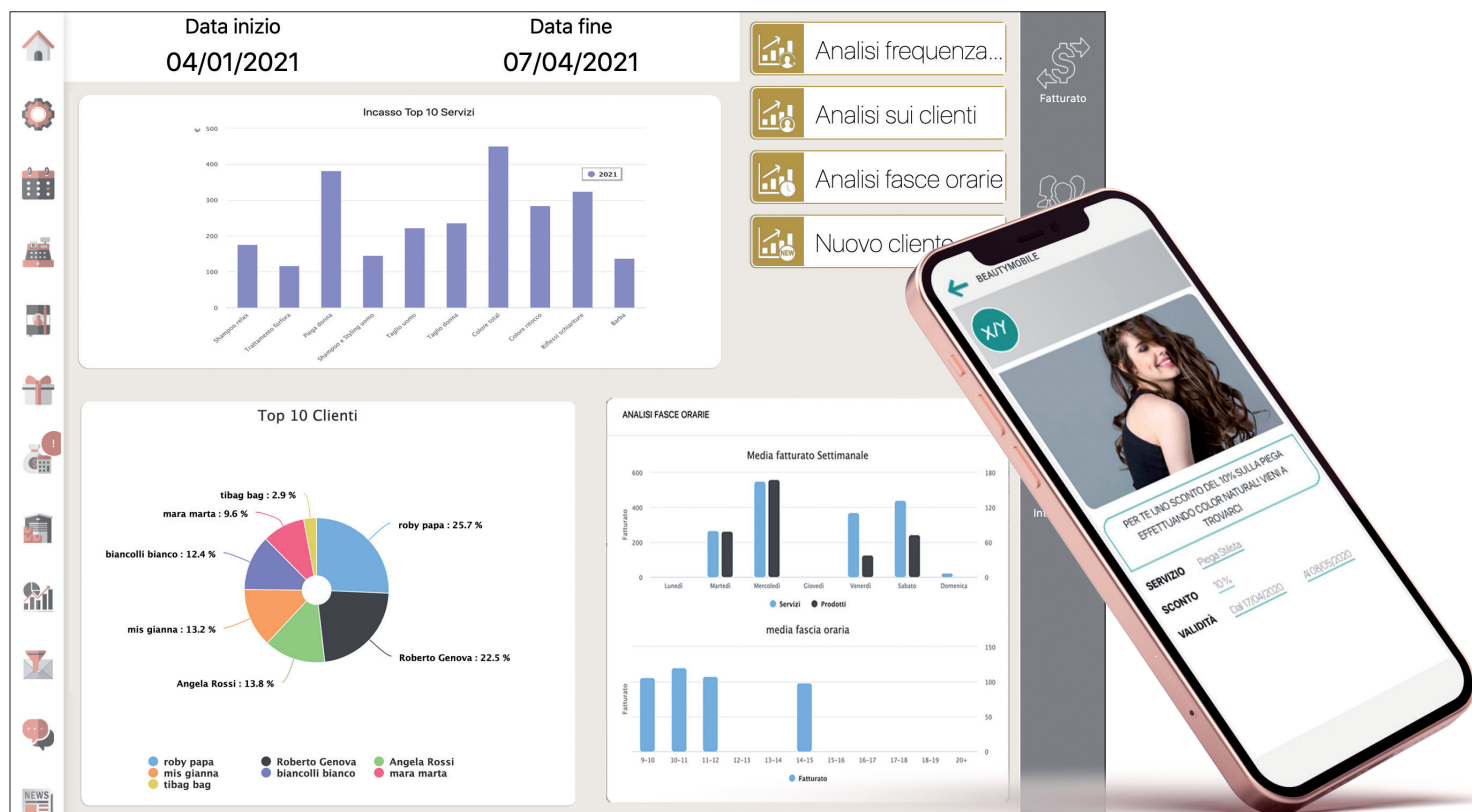 Data inizio
04/01/2021
Data fine
07/04/2021
Analisi frequenza...
Analisi sui clienti
Analisi fasce orarie
Nuovo cliente
NEW
Fatturato
Incasso Top 10 Servizi
€
500
400
300
200
100
0
2021
Shampoo relax
Trattamento forfora
Piega donna
Shampoo e Styling uomo
Taglio uomo
Taglio donna
Colore total
Colore ritocco
Riflessi schiariture
Barba
Top 10 Clienti
tibag bag : 2.9 %
mara marta : 9.6 %
roby papa : 25.7 %
biancolli bianco : 12.4 %
mis gianna : 13.2 %
Roberto Genova : 22.5 %
Angela Rossi : 13.8 %
roby papa
Roberto Genova
Angela Rossi
mis gianna
biancolli bianco
mara marta
tibag bag
ANALISI FASCE ORARIE
Media fatturato Settimanale
600
400
200
0
180
120
60
0
Fatturato
Lunedì
Martedì
Mercoledì
Giovedì
Venerdì
Sabato
Domenica
Servizi
Prodotti
media fascia oraria
150
100
50
0
Fatturato
9-10
10-11
11-12
12-13
13-14
14-15
15-16
16-17
17-18
18-19
20+
Fatturato
NEWS
BEAUTYMOBILE
X/Y
PER TE UNO SCONTO DEL 10% SULLA PIEGA
EFFETTUANDO COLOR NATURAL! VIENI A
TROVARCI
SERVIZIO Piega Stilista
SCONTO 10 %
VALIDITÀ Dal 17/04/2020 Al 08/05/2020